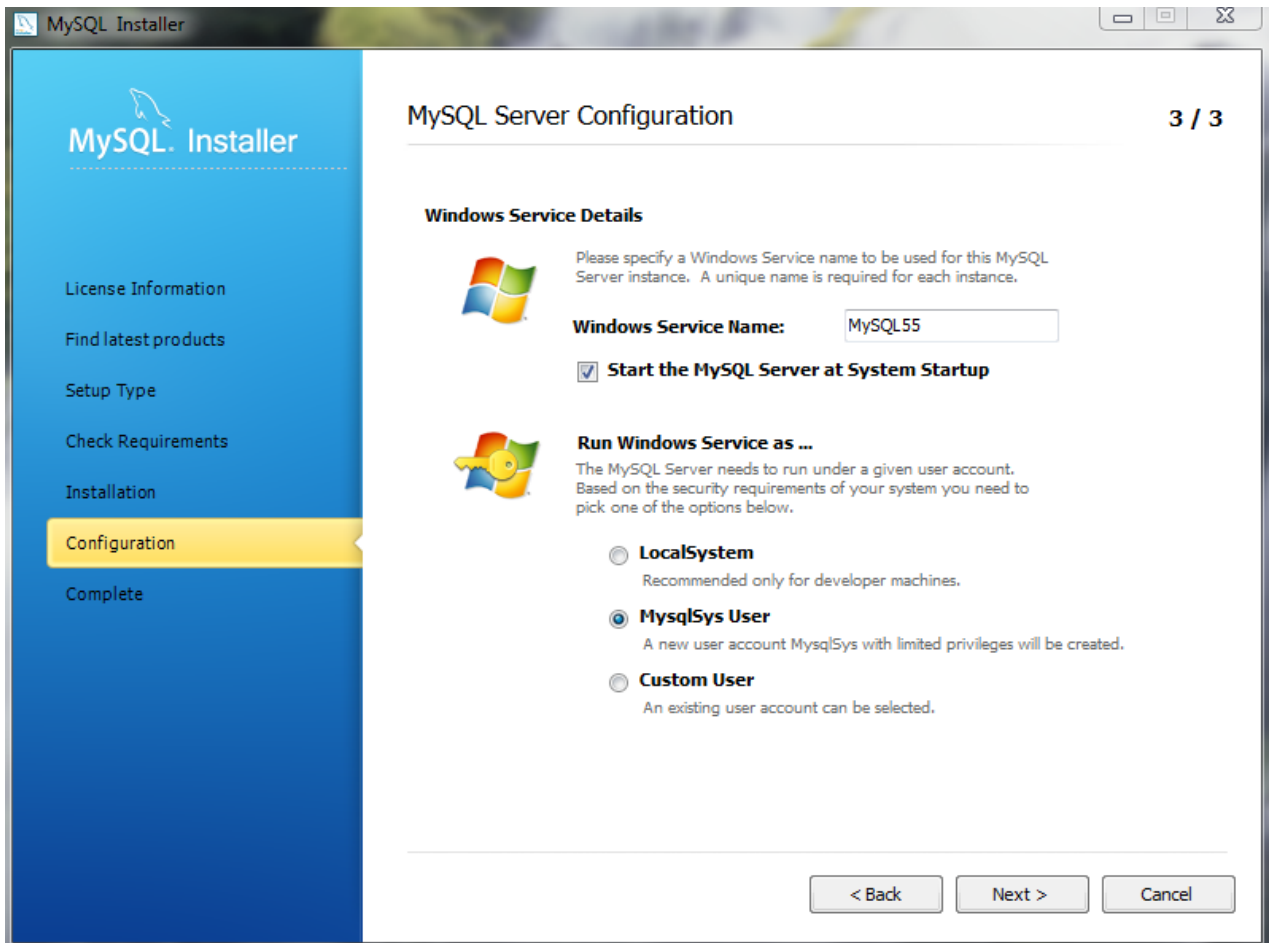 MySQL Installer
MySQL. Installer
License Information
Find latest products
Setup Type
Check Requirements
Installation
Configuration
Complete
MySQL Server Configuration
3 / 3
Windows Service Details
Please specify a Windows Service name to be used for this MySQL
Server instance. A unique name is required for each instance.
Windows Service Name: MySQL55
Start the MySQL Server at System Startup
Run Windows Service as ...
The MySQL Server needs to run under a given user account.
Based on the security requirements of your system you need to
pick one of the options below.
LocalSystem
Recommended only for developer machines.
MysqlSys User
A new user account MysqlSys with limited privileges will be created.
Custom User
An existing user account can be selected.
< Back Next > Cancel